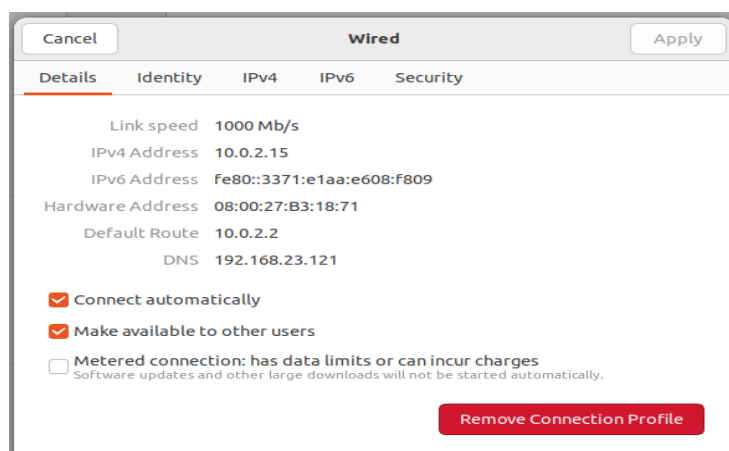 Cancel Wired Apply
Details Identity IPv4 IPv6 Security
Link speed 1000 Mb/s
IPv4 Address 10.0.2.15
IPv6 Address fe80::3371:e1aa:e608:f809
Hardware Address 08:00:27:B3:18:71
Default Route 10.0.2.2
DNS 192.168.23.121
Connect automatically
Make available to other users
Metered connection: has data limits or can incur charges
Software updates and other large downloads will not be started automatically.
Remove Connection Profile